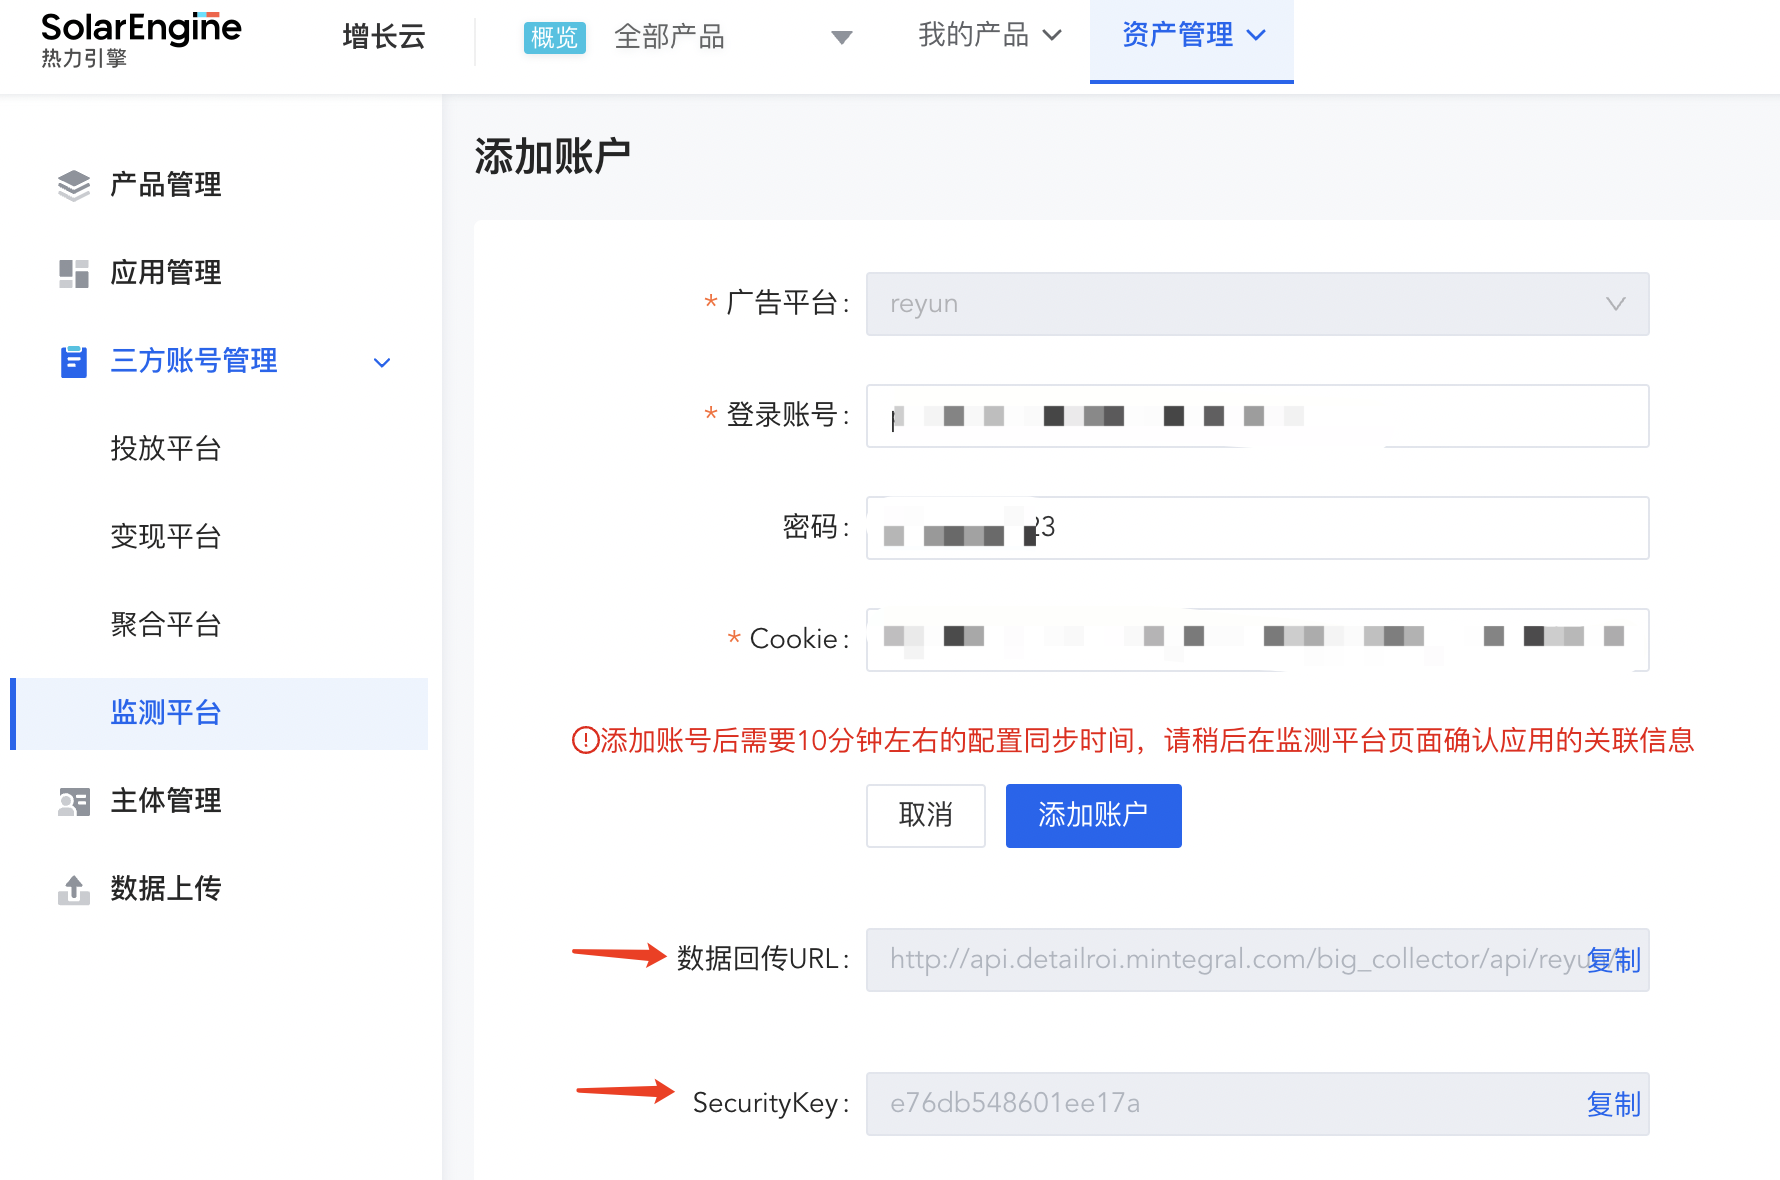 SolarEngine
热力引擎
增长云
概览 全部产品
我的产品
资产管理
产品管理
应用管理
三方账号管理
投放平台
变现平台
聚合平台
监测平台
主体管理
数据上传
添加账户
* 广告平台: reyun
* 登录账号:
密码: 23
* Cookie:
添加账号后需要10分钟左右的配置同步时间，请稍后在监测平台页面确认应用的关联信息
取消 添加账户
数据回传URL: http://api.detailroi.mintegral.com/big_collector/api/reyu 复制
SecurityKey: e76db548601ee17a 复制